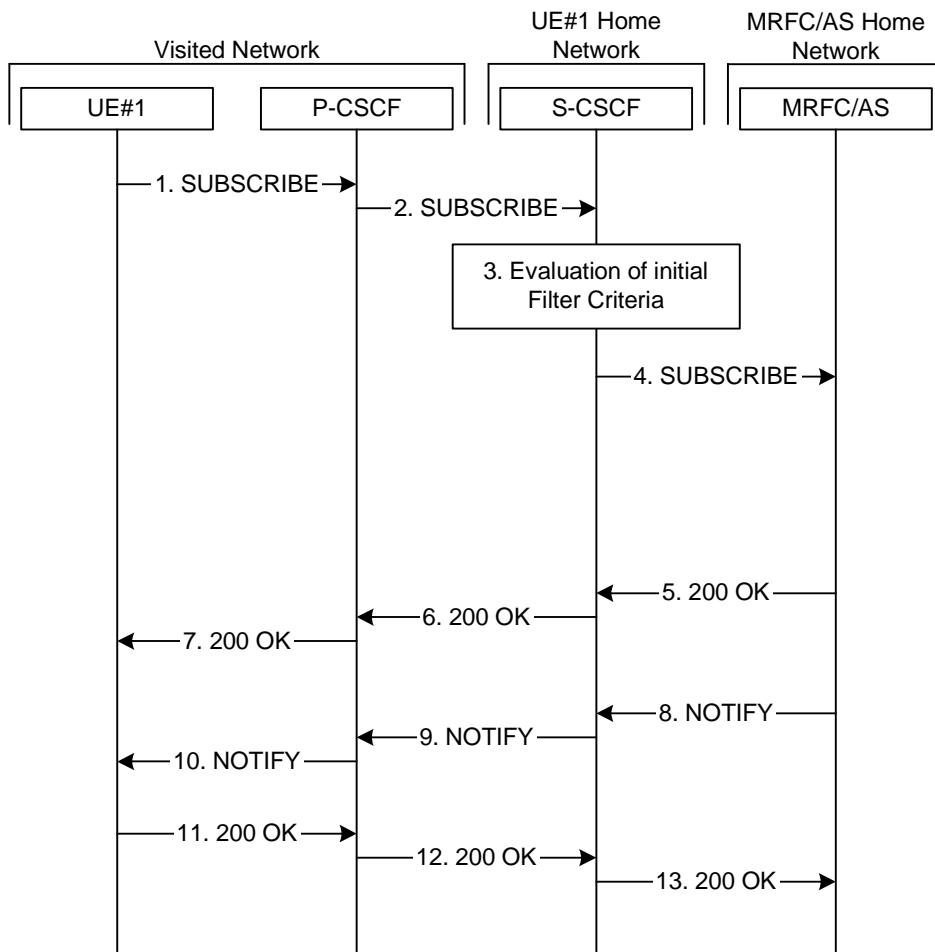 Visited Network
UE#1 Home
Network
MRFC/AS Home
Network
UE#1
P-CSCF
S-CSCF
MRFC/AS
1. SUBSCRIBE
2. SUBSCRIBE
3. Evaluation of initial
Filter Criteria
4. SUBSCRIBE
5. 200 OK
6. 200 OK
7. 200 OK
8. NOTIFY
9. NOTIFY
10. NOTIFY
11. 200 OK
12. 200 OK
13. 200 OK